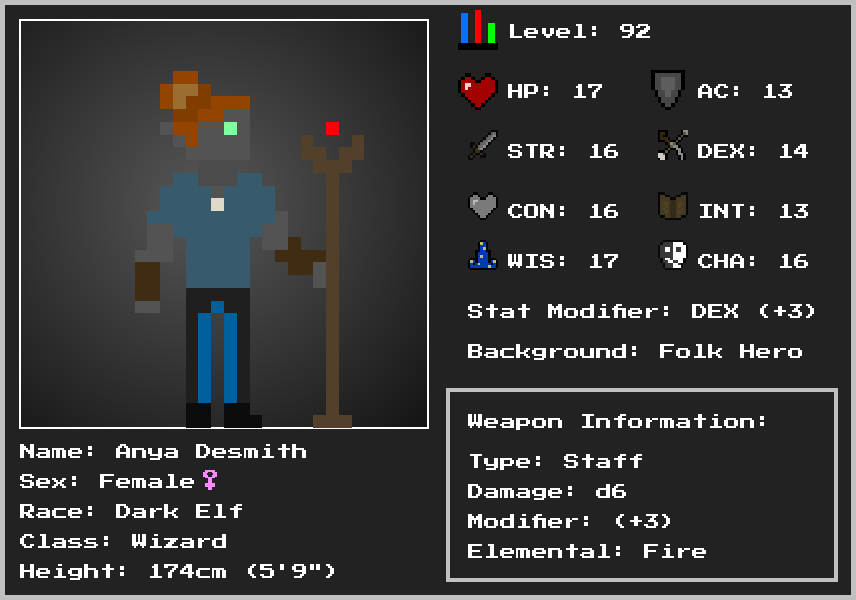 Level: 92
HP: 17 AC: 13
STR: 16 DEX: 14
CON: 16 INT: 13
WIS: 17 CHA: 16
Stat Modifier: DEX (+3)
Background: Folk Hero
Weapon Information:
Type: Staff
Damage: d6
Modifier: (+3)
Elemental: Fire
Name: Anya Desmith
Sex: Female♀
Race: Dark Elf
Class: Wizard
Height: 174cm (5'9")